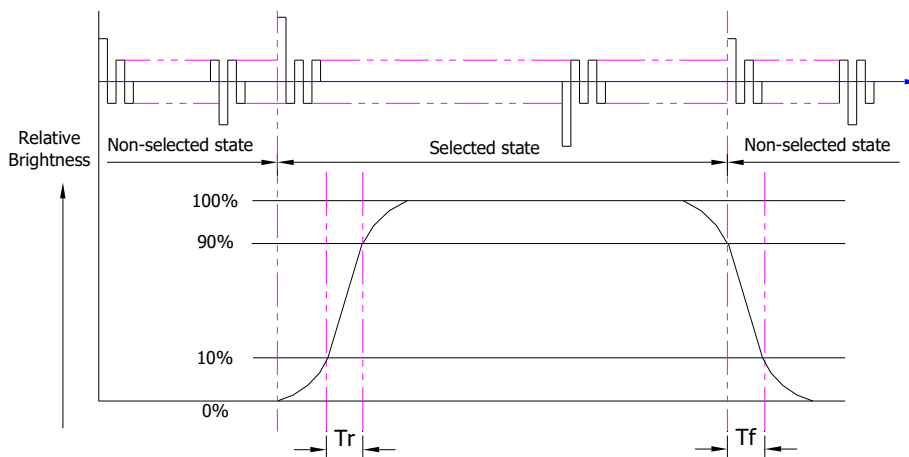 Relative
Brightness
Non-selected state
Selected state
Non-selected state
100%
90%
10%
0%
Tr
Tf